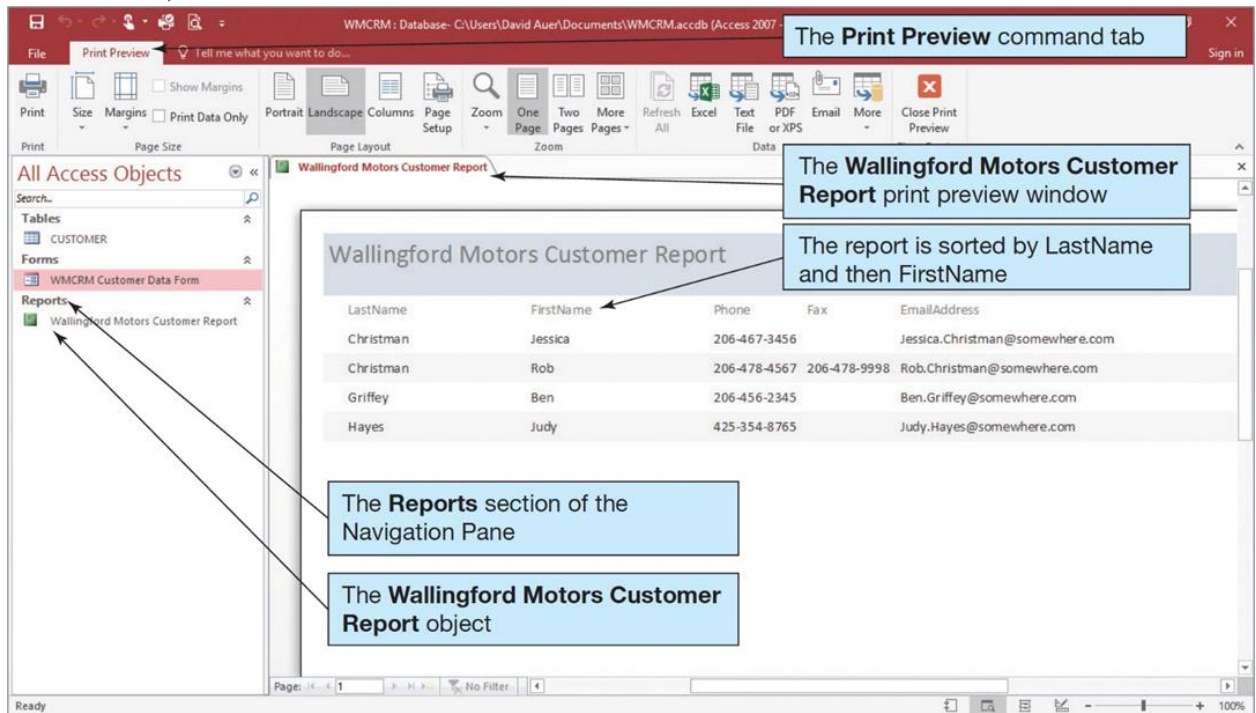 WMCRM : Database- C:\Users\David Auer\Documents\WMCRM.accdb (Access 2007 -
The Print Preview command tab
File Print Preview Tell me what you want to do... Sign in
Print Size Margins Show Margins Print Data Only Portrait Landscape Columns Page Setup Zoom One Page Two Pages More Pages Refresh All Excel Text File PDF or XPS Email More Close Print Preview
Print Page Size Page Layout Zoom Data
All Access Objects
Search...
Tables
CUSTOMER
Forms
WMCRM Customer Data Form
Reports
Wallingford Motors Customer Report
Wallingford Motors Customer Report
The Wallingford Motors Customer
Report print preview window
Wallingford Motors Customer Report
The report is sorted by LastName
and then FirstName
LastName FirstName Phone Fax EmailAddress
Christman Jessica 206-467-3456 Jessica.Christman@somewhere.com
Christman Rob 206-478-4567 206-478-9998 Rob.Christman@somewhere.com
Griffey Ben 206-456-2345 Ben.Griffey@somewhere.com
Hayes Judy 425-354-8765 Judy.Hayes@somewhere.com
The Reports section of the
Navigation Pane
The Wallingford Motors Customer
Report object
Page: 1 No Filter
Ready 100%